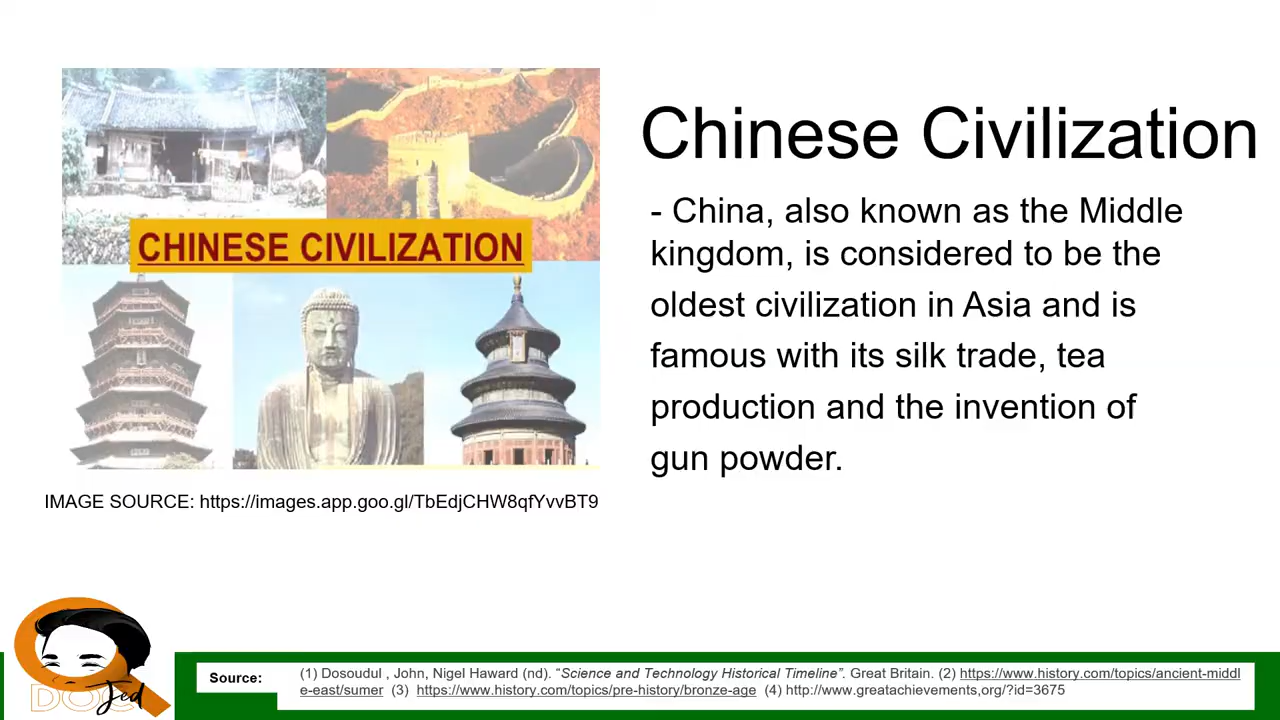 CHINESE CIVILIZATION
IMAGE SOURCE: https://images.app.goo.gl/TbEdjCHW8qfYvvBT9
Chinese Civilization
- China, also known as the Middle
kingdom, is considered to be the
oldest civilization in Asia and is
famous with its silk trade, tea
production and the invention of
gun powder.
DOC
Jed
Source:
(1) Dosoudul , John, Nigel Haward (nd). “Science and Technology Historical Timeline”. Great Britain. (2) https://www.history.com/topics/ancient-middl
e-east/sumer (3) https://www.history.com/topics/pre-history/bronze-age (4) http://www.greatachievements,org/?id=3675